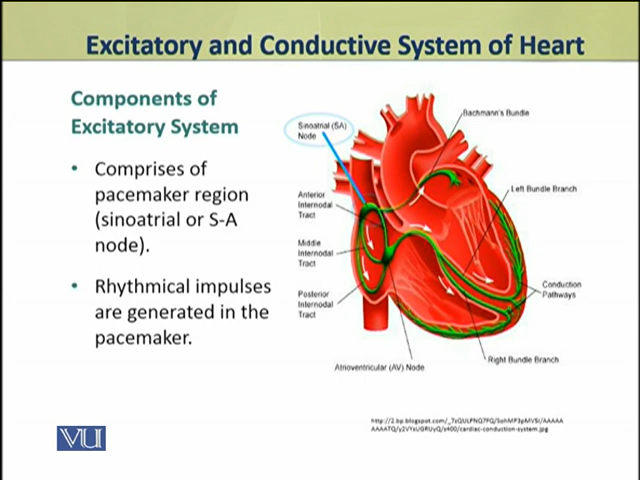 Excitatory and Conductive System of Heart
Components of
Excitatory System
• Comprises of
pacemaker region
(sinoatrial or S-A
node).
• Rhythmical impulses
are generated in the
pacemaker.
Sinoatrial (SA)
Node
Bachmann's Bundle
Anterior
Internodal
Tract
Left Bundle Branch
Middle
Internodal
Tract
Conduction
Pathways
Posterior
Internodal
Tract
Right Bundle Branch
Atrioventricular (AV) Node
VU